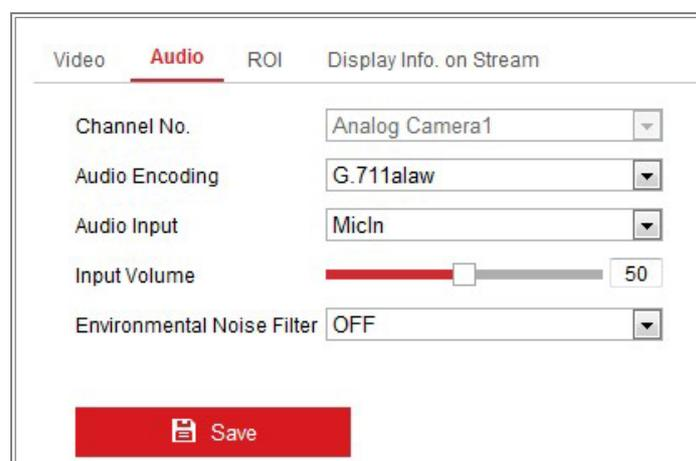 Video Audio ROI Display Info. on Stream
Channel No. Analog Camera1
Audio Encoding G.711alaw
Audio Input MicIn
Input Volume 50
Environmental Noise Filter OFF
Save